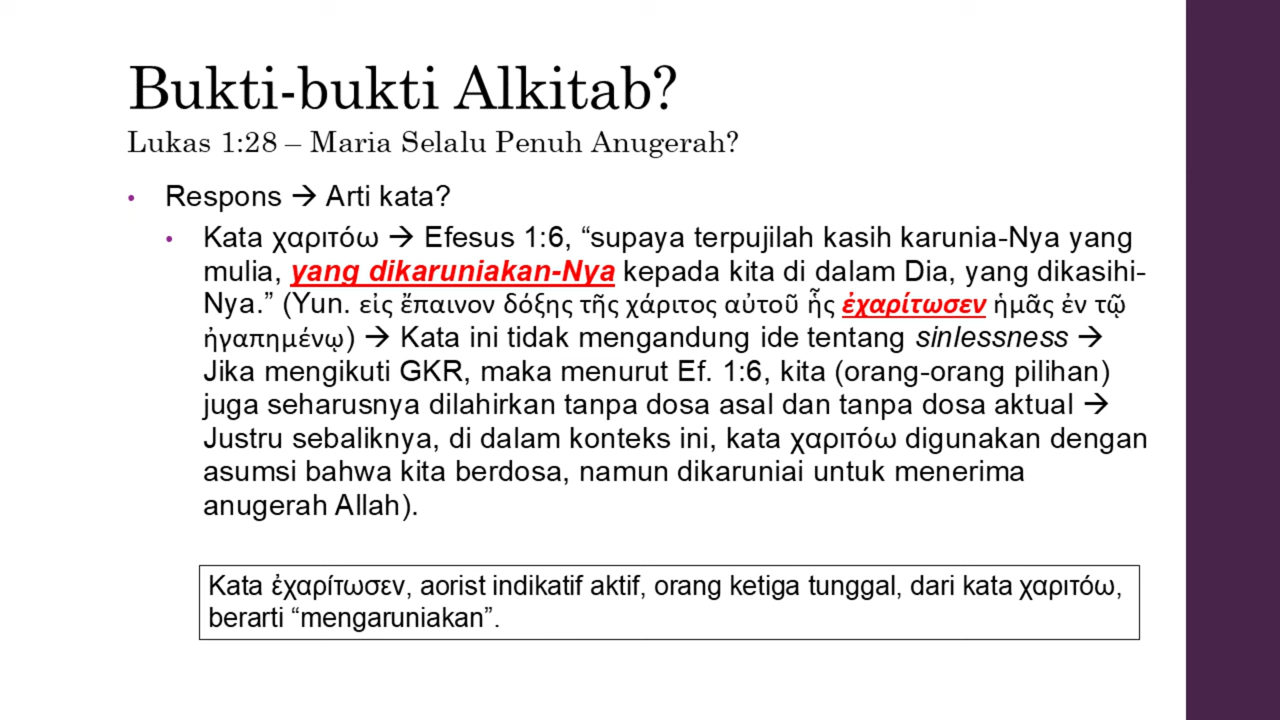 Bukti-bukti Alkitab?
Lukas 1:28 – Maria Selalu Penuh Anugerah?
• Respons → Arti kata?
• Kata χαριτόω → Efesus 1:6, “supaya terpujilah kasih karunia-Nya yang
mulia, yang dikaruniakan-Nya kepada kita di dalam Dia, yang dikasihi-
Nya.” (Yun. εἰς ἔπαινον δόξης τῆς χάριτος αὐτοῦ ἧς ἐχαρίτωσεν ἡμᾶς ἐν τῷ
ἠγαπημένῳ) → Kata ini tidak mengandung ide tentang sinlessness →
Jika mengikuti GKR, maka menurut Ef. 1:6, kita (orang-orang pilihan)
juga seharusnya dilahirkan tanpa dosa asal dan tanpa dosa aktual →
Justru sebaliknya, di dalam konteks ini, kata χαριτόω digunakan dengan
asumsi bahwa kita berdosa, namun dikaruniai untuk menerima
anugerah Allah).
Kata ἐχαρίτωσεν, aorist indikatif aktif, orang ketiga tunggal, dari kata χαριτόω,
berarti “mengaruniakan”.